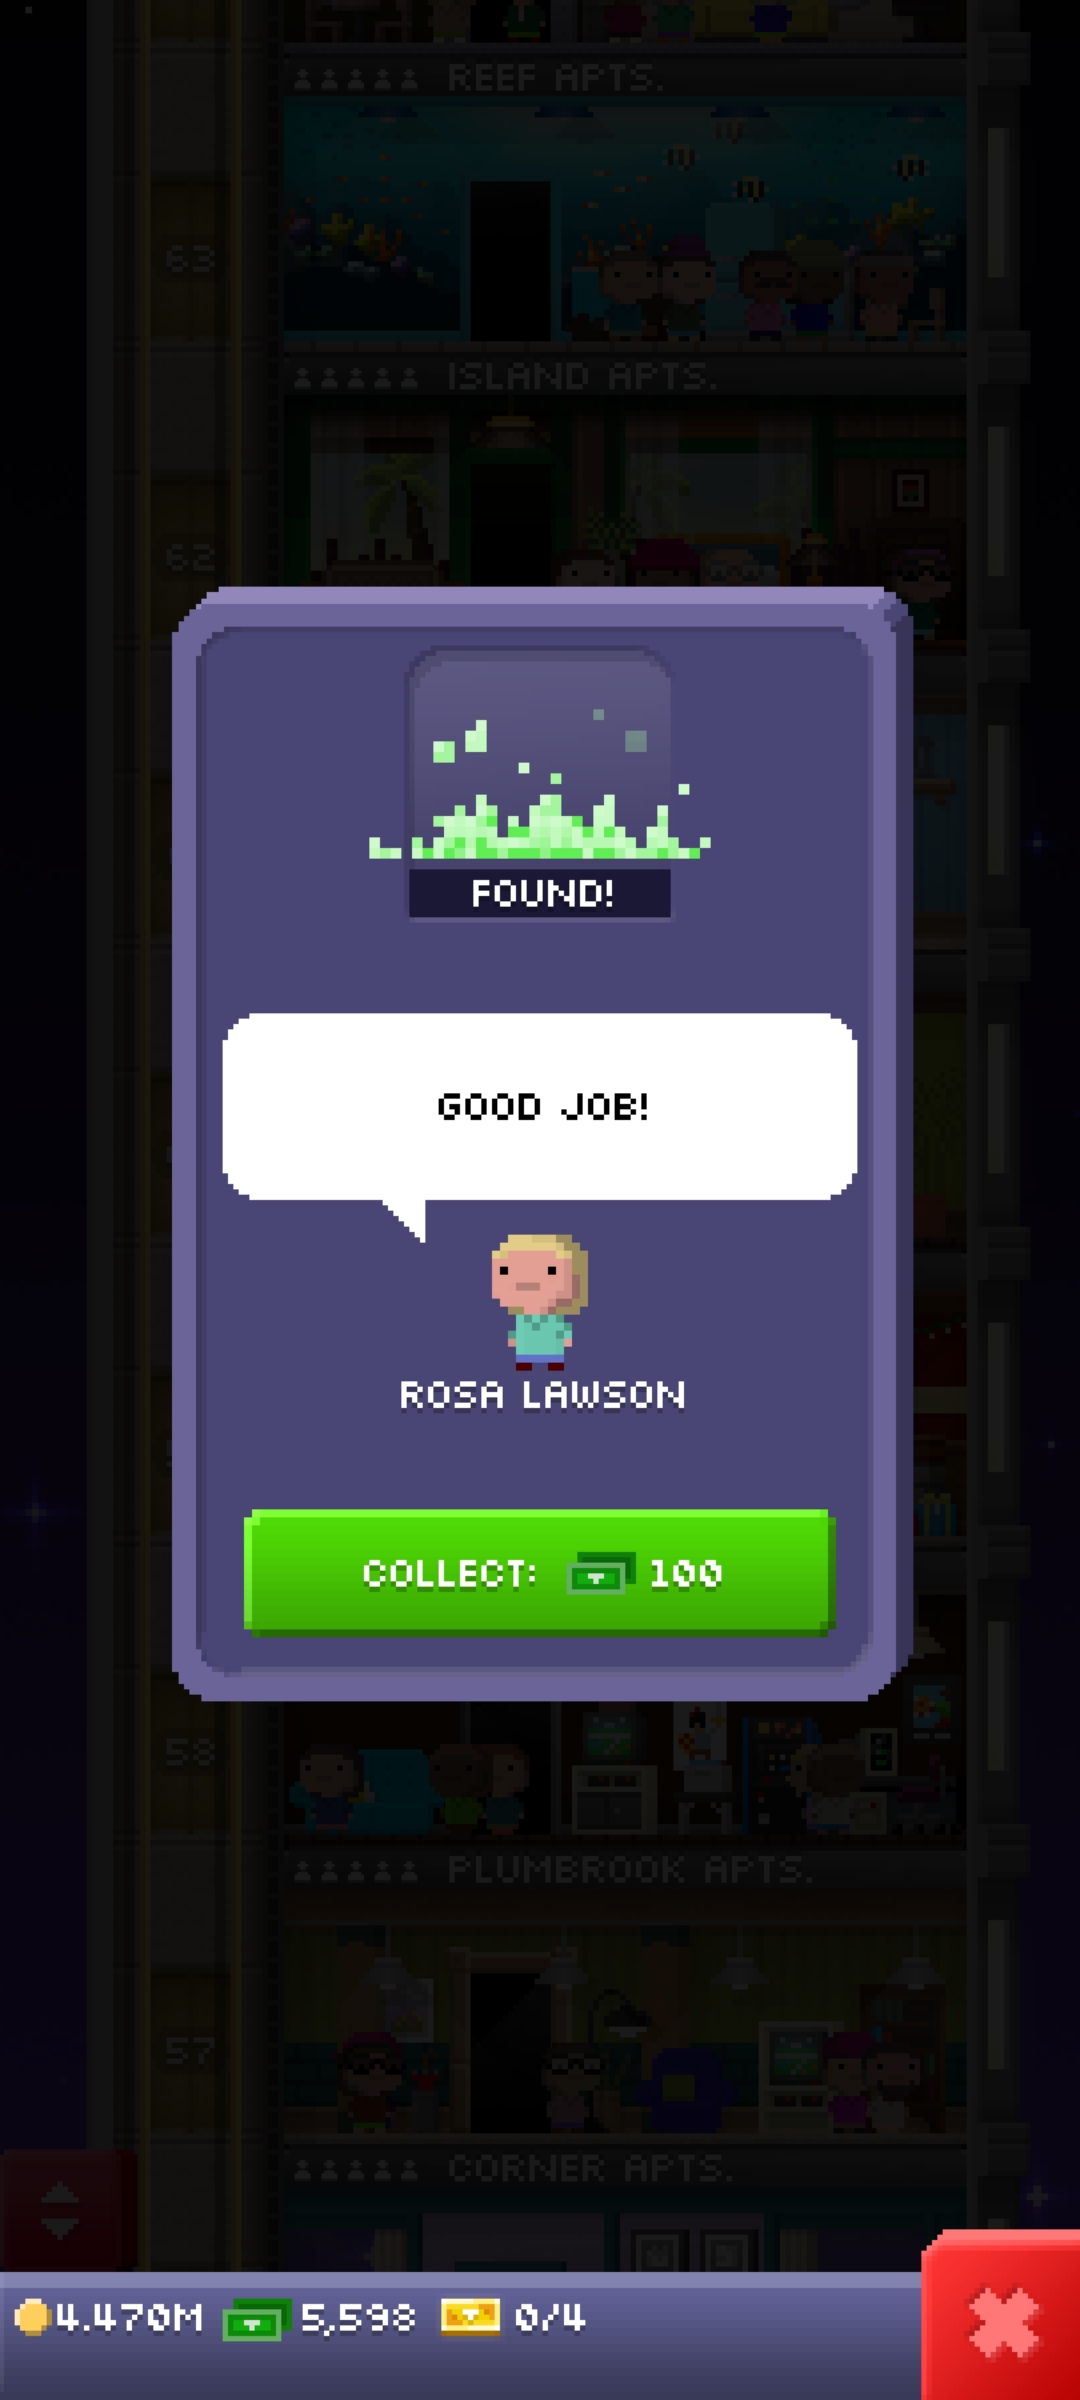 REEF APTS.
63
ISLAND APTS.
62
FOUND!
GOOD JOB!
ROSA LAWSON
COLLECT: 100
58
PLUMBROOK APTS.
57
CORNER APTS.
4.470M 5,598 0/4